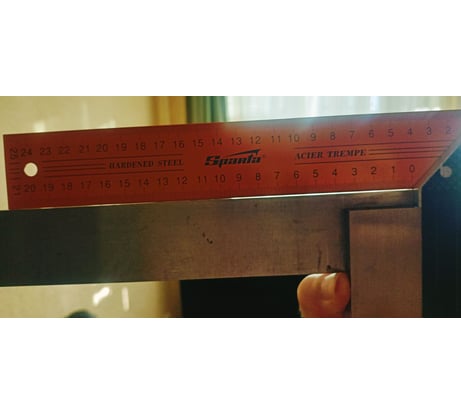 24 23 22 21 20 19 18 17 16 15 14 13 12 11 10 9 8 7 6 5 4 3 2
HARDENED STEEL Spanta® ACIER TREMPE
20 19 18 17 16 15 14 13 12 11 10 9 8 7 6 5 4 3 2 1 0